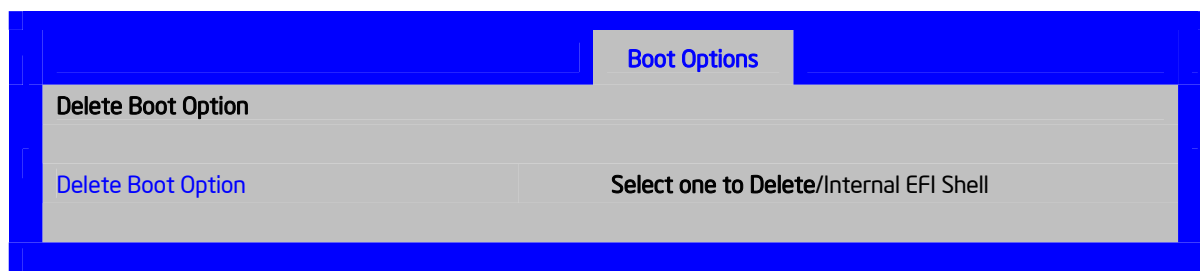 Boot Options
Delete Boot Option
Delete Boot Option Select one to Delete/Internal EFI Shell